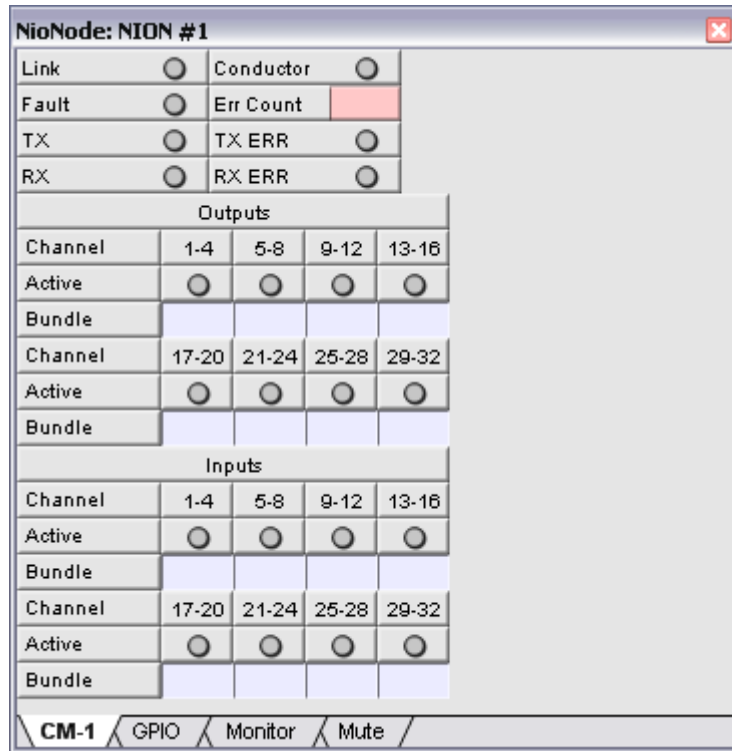 NioNode: NION #1
Link Conductor
Fault Err Count
TX TX ERR
RX RX ERR
Outputs
Channel 1-4 5-8 9-12 13-16
Active
Bundle
Channel 17-20 21-24 25-28 29-32
Active
Bundle
Inputs
Channel 1-4 5-8 9-12 13-16
Active
Bundle
Channel 17-20 21-24 25-28 29-32
Active
Bundle
CM-1 GPIO Monitor Mute